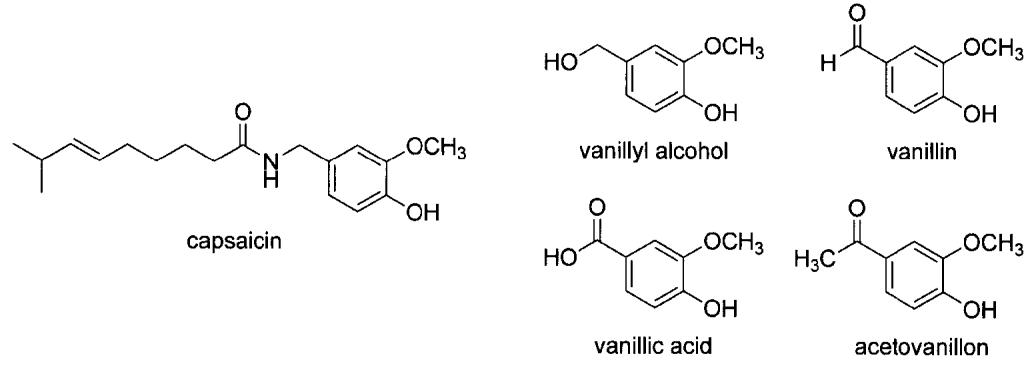 O
N
H
OCH3
OH
capsaicin
HO
OCH3
OH
vanillyl alcohol
O
H
OCH3
OH
vanillin
O
HO
OCH3
OH
vanillic acid
O
H3C
OCH3
OH
acetovanillon